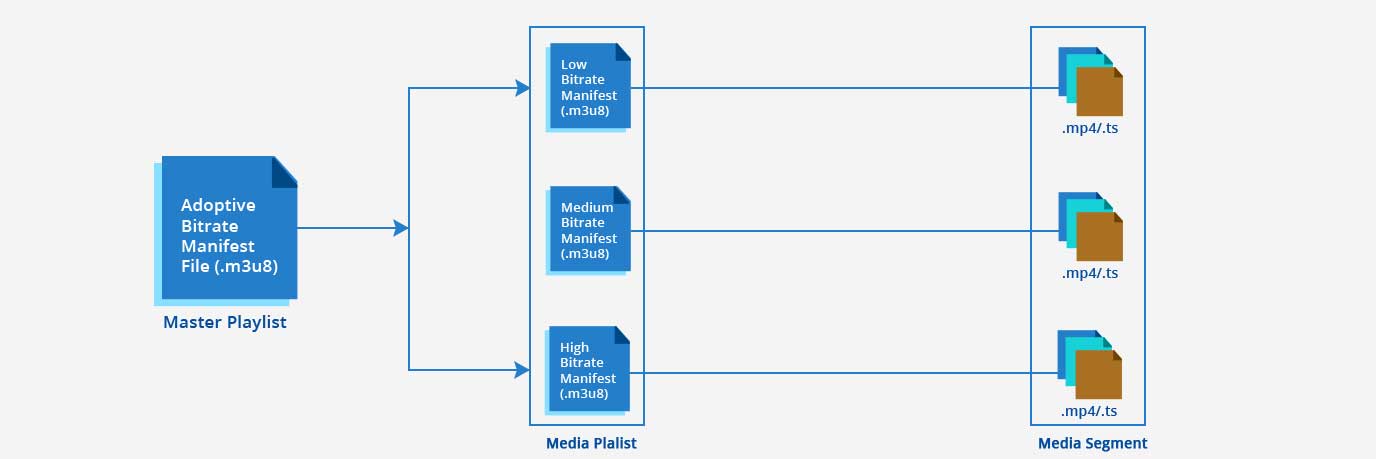 Adoptive
Bitrate
Manifest
File (.m3u8)
Master Playlist
Low
Bitrate
Manifest
(.m3u8)
Medium
Bitrate
Manifest
(.m3u8)
High
Bitrate
Manifest
(.m3u8)
Media Plalist
.mp4/.ts
.mp4/.ts
.mp4/.ts
Media Segment